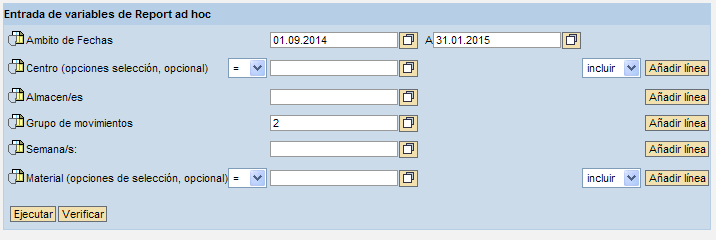 Entrada de variables de Report ad hoc
Ambito de Fechas 01.09.2014 A 31.01.2015
Centro (opciones selección, opcional) = incluir Añadir línea
Almacen/es Añadir línea
Grupo de movimientos 2 Añadir línea
Semana/s: Añadir línea
Material (opciones de selección, opcional) = incluir Añadir línea
Ejecutar Verificar